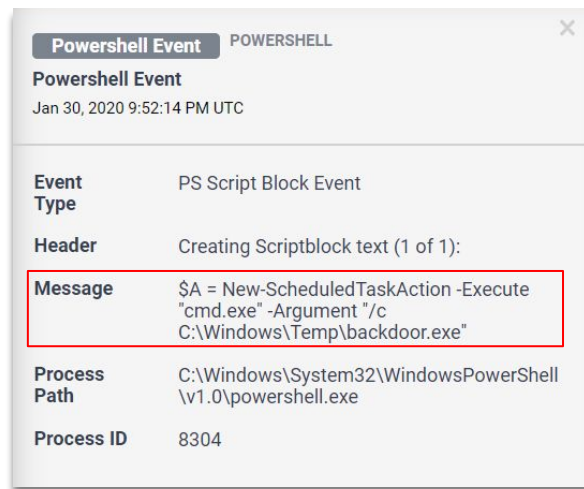 Powershell Event POWERSHELL
Powershell Event
Jan 30, 2020 9:52:14 PM UTC
Event Type PS Script Block Event
Header Creating Scriptblock text (1 of 1):
Message $A = New-ScheduledTaskAction -Execute
"cmd.exe" -Argument "/c
C:\Windows\Temp\backdoor.exe"
Process Path C:\Windows\System32\WindowsPowerShell
\v1.0\powershell.exe
Process ID 8304